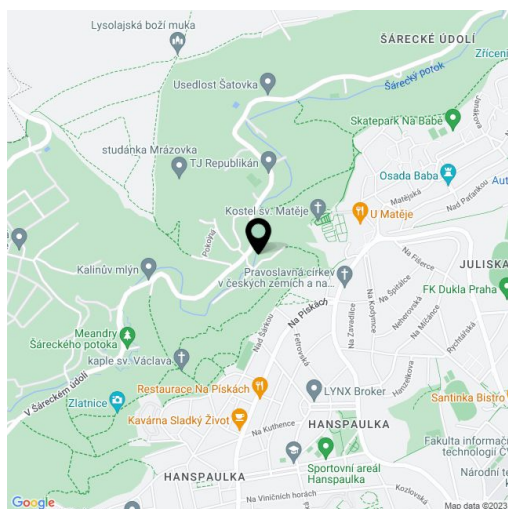 Lysolajská boží muka
ŠÁRECKÉ ÚDOLÍ
Zřícení
Usedlost Šatovka
Šárecký potok
Skatepark Na Babě
Jenákova
studánka Mrázovka
TJ Republikán
Osada Baba
Aut
Matějská
Nad Paťankou
Kostel sv. Matěje
U Matěje
Pokorný
Na Fišerce
Kalinův mlýn
Pravoslavná církev
v českých zemích a na...
JULISKA
Na Špitálce
FK Dukla Praha
Na Pískách
Na Zavadilce
Na Kodymce
Neherovská
Na Míčánce
Rychtářská
Meandry
Šáreckého potoka
Nad Šárkou
Fetrovská
kaple sv. Václava
V Šáreckém údolí
Restaurace Na Pískách
LYNX Broker
Zlatnice
Santinka Bistro
Kavárna Sladký Život
HANSPAULKA
Na Kuthence
Fakulta informač
technologií Č
Sportovní areál
Hanspaulka
Národní te
HANSPAULKA
Na Viničních horách
Kozlovská
Google
Map data ©2023